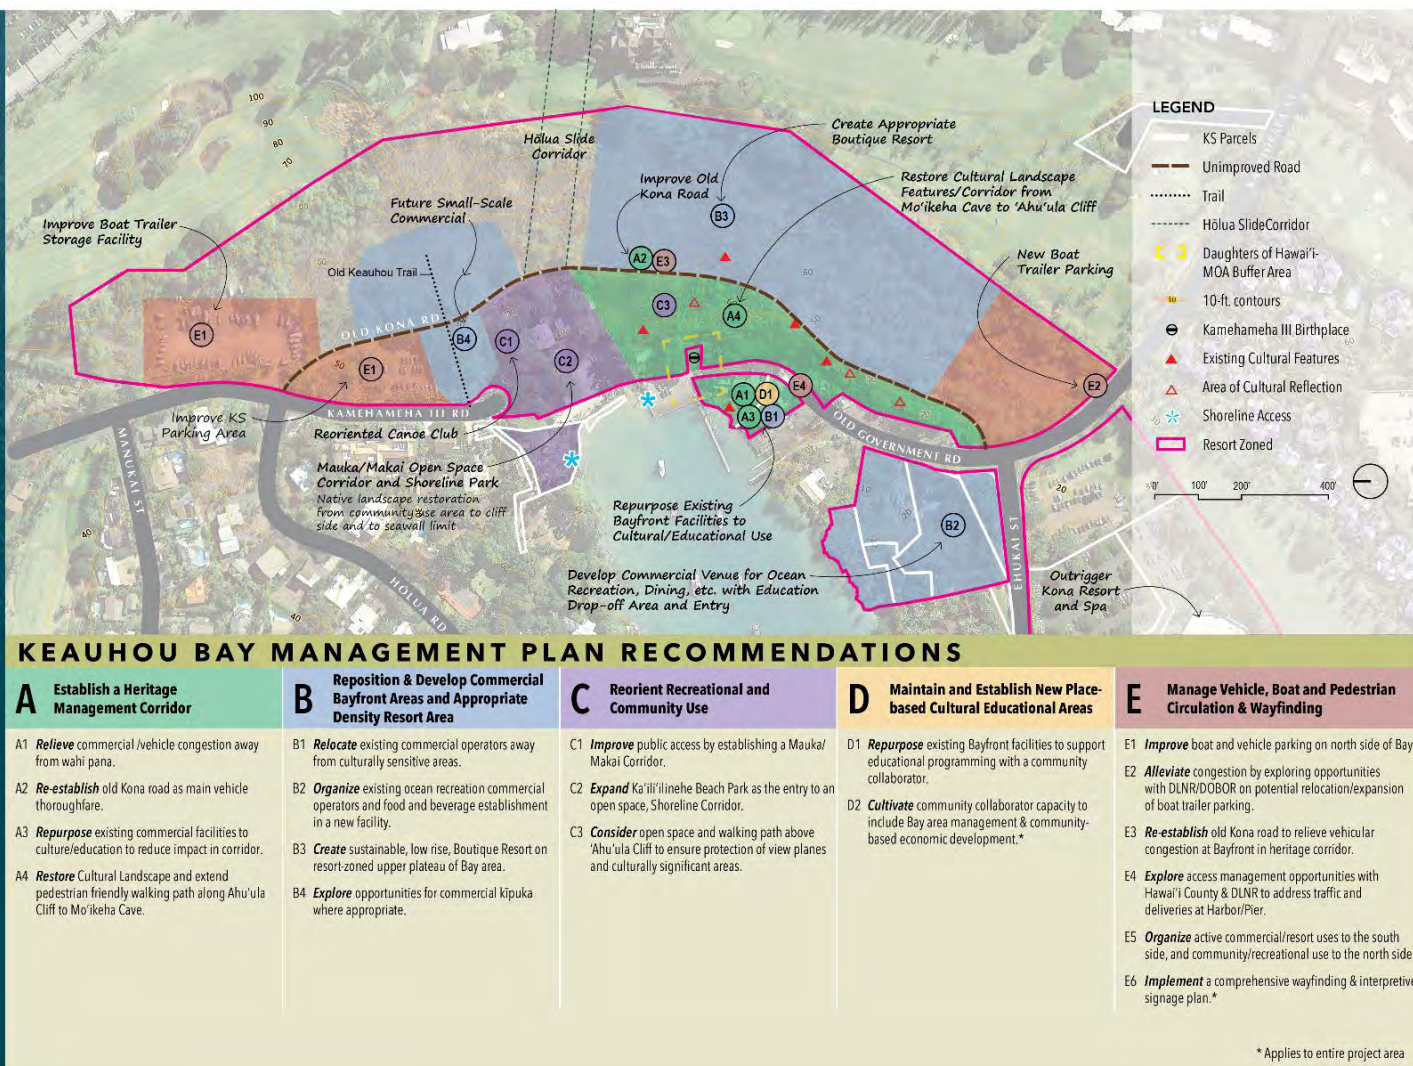 100
90
80
70
60
Hōlua Slide
Corridor
Create Appropriate
Boutique Resort
Improve Old
Kona Road
Restore Cultural Landscape
Features/Corridor from
Mo‘ikeha Cave to ‘Ahu‘ula Cliff
Future Small-Scale
Commercial
Improve Boat Trailer
Storage Facility
New Boat
Trailer Parking
Old Keauhou Trail
B3
A2
E3
C3
A4
E1
OLD KONA RD
B4
C1
C2
E1
50
60
50
E2
A1
D1
E4
A3
B1
Improve KS
Parking Area
KAMEHAMEHA III RD
Reoriented Canoe Club
OLD GOVERNMENT RD
MANUKAI ST
Mauka/Makai Open Space
Corridor and Shoreline Park
Native landscape restoration
from community use area to cliff
side and to seawall limit
Repurpose Existing
Bayfront Facilities to
Cultural/Educational Use
B2
10
20
20
40
EHUKAI ST
HŌLUA RD
Develop Commercial Venue for Ocean
Recreation, Dining, etc. with Education
Drop-off Area and Entry
Outrigger
Kona Resort
and Spa
40
LEGEND
KS Parcels
Unimproved Road
Trail
Hōlua SlideCorridor
Daughters of Hawai‘i-
MOA Buffer Area
10-ft. contours
Kamehameha III Birthplace
Existing Cultural Features
Area of Cultural Reflection
Shoreline Access
Resort Zoned
0' 100' 200' 400'
KEAUHOU BAY MANAGEMENT PLAN RECOMMENDATIONS
A Establish a Heritage
Management Corridor
A1 Relieve commercial /vehicle congestion away
from wahi pana.
A2 Re-establish old Kona road as main vehicle
thoroughfare.
A3 Repurpose existing commercial facilities to
culture/education to reduce impact in corridor.
A4 Restore Cultural Landscape and extend
pedestrian friendly walking path along Ahu‘ula
Cliff to Mo‘ikeha Cave.
B Reposition & Develop Commercial
Bayfront Areas and Appropriate
Density Resort Area
B1 Relocate existing commercial operators away
from culturally sensitive areas.
B2 Organize existing ocean recreation commercial
operators and food and beverage establishment
in a new facility.
B3 Create sustainable, low rise, Boutique Resort on
resort-zoned upper plateau of Bay area.
B4 Explore opportunities for commercial kīpuka
where appropriate.
C Reorient Recreational and
Community Use
C1 Improve public access by establishing a Mauka/
Makai Corridor.
C2 Expand Ka‘ili‘ilinehe Beach Park as the entry to an
open space, Shoreline Corridor.
C3 Consider open space and walking path above
‘Ahu‘ula Cliff to ensure protection of view planes
and culturally significant areas.
D Maintain and Establish New Place-
based Cultural Educational Areas
D1 Repurpose existing Bayfront facilities to support
educational programming with a community
collaborator.
D2 Cultivate community collaborator capacity to
include Bay area management & community-
based economic development.*
E Manage Vehicle, Boat and Pedestrian
Circulation & Wayfinding
E1 Improve boat and vehicle parking on north side of Bay
E2 Alleviate congestion by exploring opportunities
with DLNR/DOBOR on potential relocation/expansion
of boat trailer parking.
E3 Re-establish old Kona road to relieve vehicular
congestion at Bayfront in heritage corridor.
E4 Explore access management opportunities with
Hawai‘i County & DLNR to address traffic and
deliveries at Harbor/Pier.
E5 Organize active commercial/resort uses to the south
side, and community/recreational use to the north side
E6 Implement a comprehensive wayfinding & interpretive
signage plan.*
* Applies to entire project area